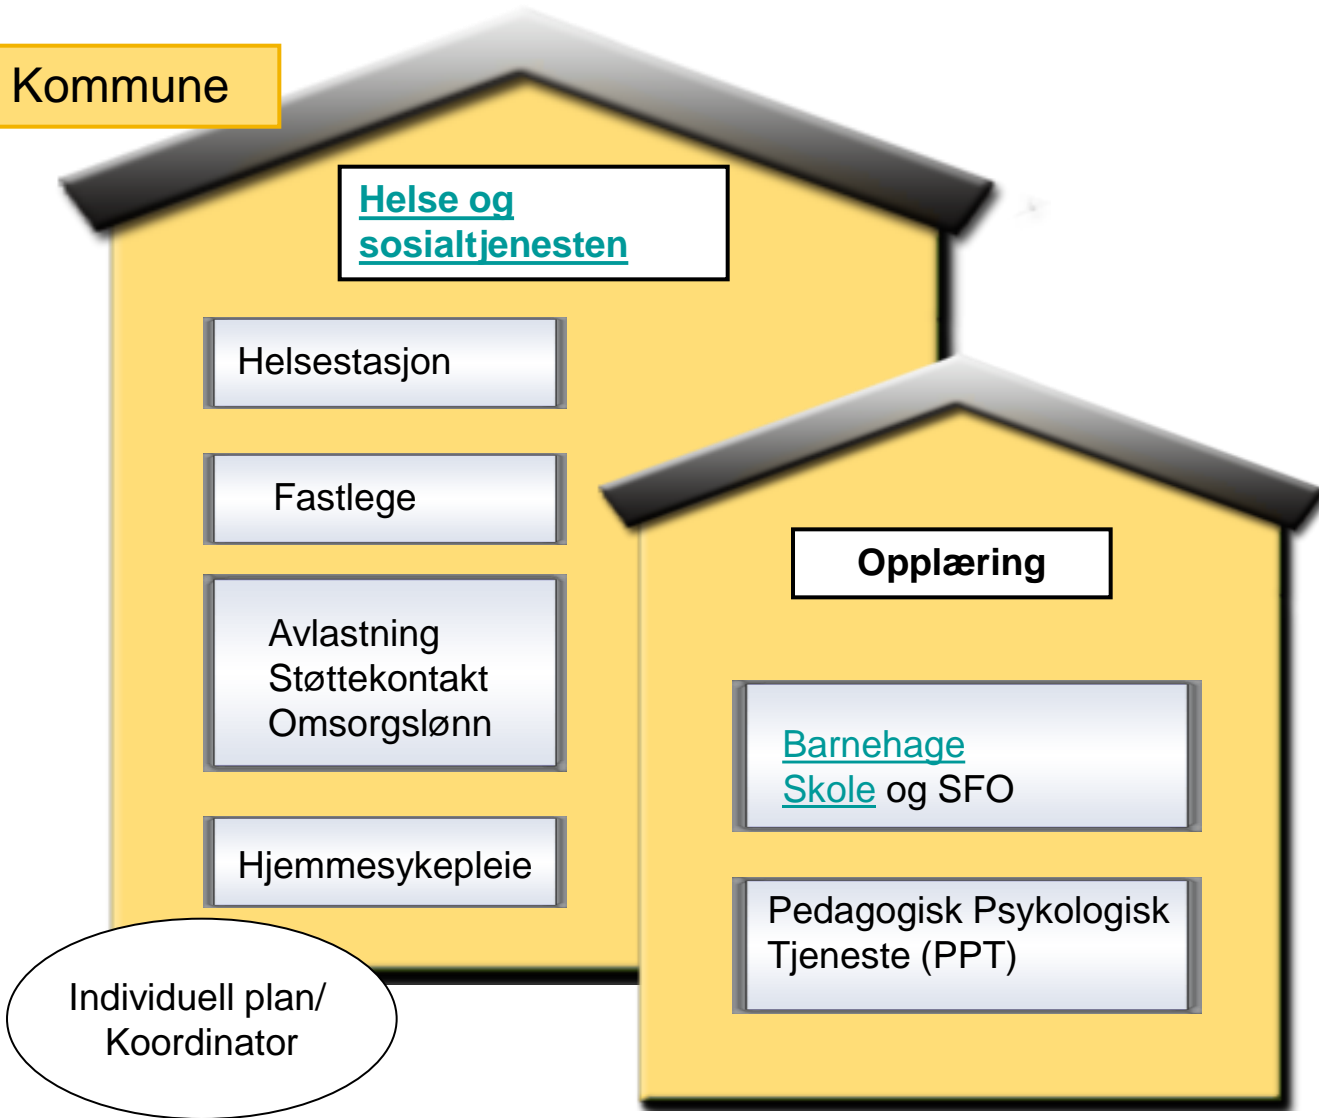 Kommune
Helse og
sosialtjenesten
Helsestasjon
Fastlege
Avlastning
Støttekontakt
Omsorgslønn
Hjemmesykepleie
Individuell plan/
Koordinator
Opplæring
Barnehage
Skole og SFO
Pedagogisk Psykologisk
Tjeneste (PPT)